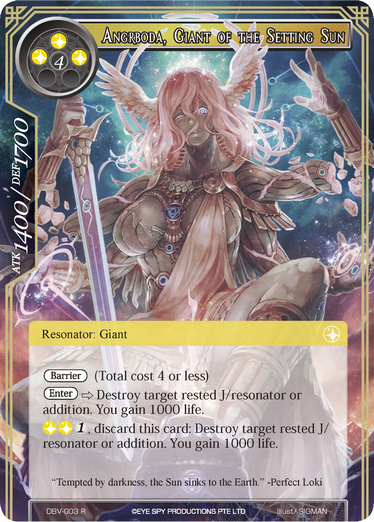 Angrboda, Giant of the Setting Sun
4
ATK 1400/DEF 1700
Resonator: Giant
Barrier (Total cost 4 or less)
Enter ⇨ Destroy target rested J/resonator or
addition. You gain 1000 life.
1, discard this card: Destroy target rested J/
resonator or addition. You gain 1000 life.
“Tempted by darkness, the Sun sinks to the Earth.” -Perfect Loki
DBV-003 R ©EYE SPY PRODUCTIONS PTE LTD Illust/ SIGMAN